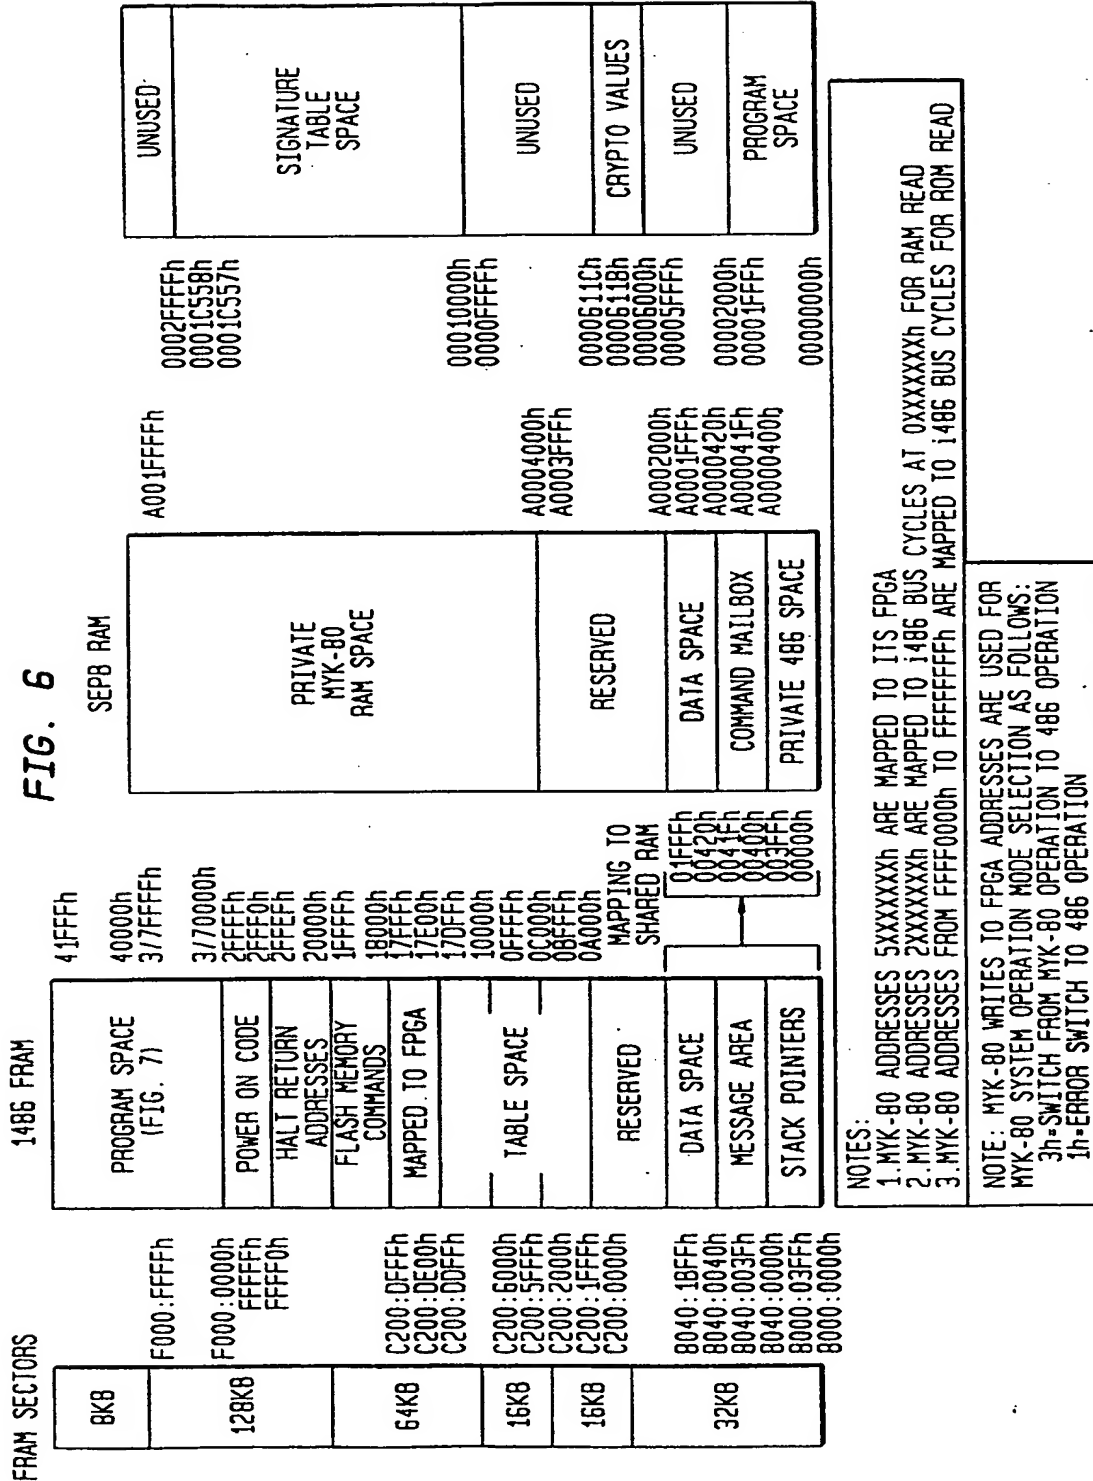 FIG. 6
FRAM SECTORS
8KB
128KB
64KB
16KB
16KB
32KB
F000:FFFFh
F000:0000h
FFFFFh
FFFF0h
C200:DFFFh
C200:DE00h
C200:DDFFh
C200:6000h
C200:5FFFh
C200:2000h
C200:1FFFh
C200:0000h
B040:1BFFh
B040:0040h
B040:003Fh
B040:0000h
B000:03FFh
B000:0000h
1486 FRAM
PROGRAM SPACE
(FIG. 7)
POWER ON CODE
HALT RETURN
ADDRESSES
FLASH MEMORY
COMMANDS
MAPPED TO FPGA
TABLE SPACE
RESERVED
DATA SPACE
MESSAGE AREA
STACK POINTERS
41FFFh
40000h
3/7FFFFh
3/70000h
2FFFFh
2FFF0h
2FFEFh
20000h
1FFFFh
18000h
17FFFh
17E00h
17DFFh
10000h
0FFFFh
0C000h
0BFFFh
0A000h
MAPPING TO
SHARED RAM
01FFFh
00420h
0041Fh
00400h
003FFh
00000h
SEPB RAM
PRIVATE
MYK-80
RAM SPACE
RESERVED
DATA SPACE
COMMAND MAILBOX
PRIVATE 486 SPACE
A001FFFFh
A0004000h
A0003FFFh
A0002000h
A0001FFFh
A0000420h
A000041Fh
A0000400h
0002FFFFh
0001C558h
0001C557h
00010000h
0000FFFFh
0000611Ch
0000611Bh
00006000h
00005FFFh
00002000h
00001FFFh
00000000h
UNUSED
SIGNATURE
TABLE
SPACE
UNUSED
CRYPTO VALUES
UNUSED
PROGRAM
SPACE
NOTES:
1.MYK-80 ADDRESSES 5XXXXXXXh ARE MAPPED TO ITS FPGA
2.MYK-80 ADDRESSES 2XXXXXXXh ARE MAPPED TO i486 BUS CYCLES AT 0XXXXXXXh FOR RAM READ
3.MYK-80 ADDRESSES FROM FFFF0000h TO FFFFFFFFh ARE MAPPED TO i486 BUS CYCLES FOR ROM READ
NOTE: MYK-80 WRITES TO FPGA ADDRESSES ARE USED FOR
MYK-80 SYSTEM OPERATION MODE SELECTION AS FOLLOWS:
3h=SWITCH FROM MYK-80 OPERATION TO 486 OPERATION
1h=ERROR SWITCH TO 486 OPERATION